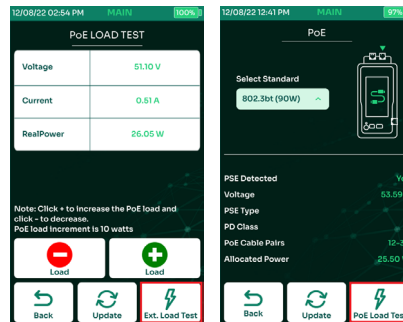 12/08/22 02:54 PM MAIN 100%
PoE LOAD TEST
Voltage 51.10 V
Current 0.51 A
RealPower 26.05 W
Note: Click + to increase the PoE load and
click - to decrease.
PoE load increment is 10 watts
Load Load
Back Update Ext. Load Test
12/08/22 12:41 PM MAIN 97%
PoE
Select Standard
802.3bt (90W)
PSE Detected
Voltage 53.59
PSE Type
PD Class
PoE Cable Pairs 12-3
Allocated Power 25.50
Back Update PoE Load Test